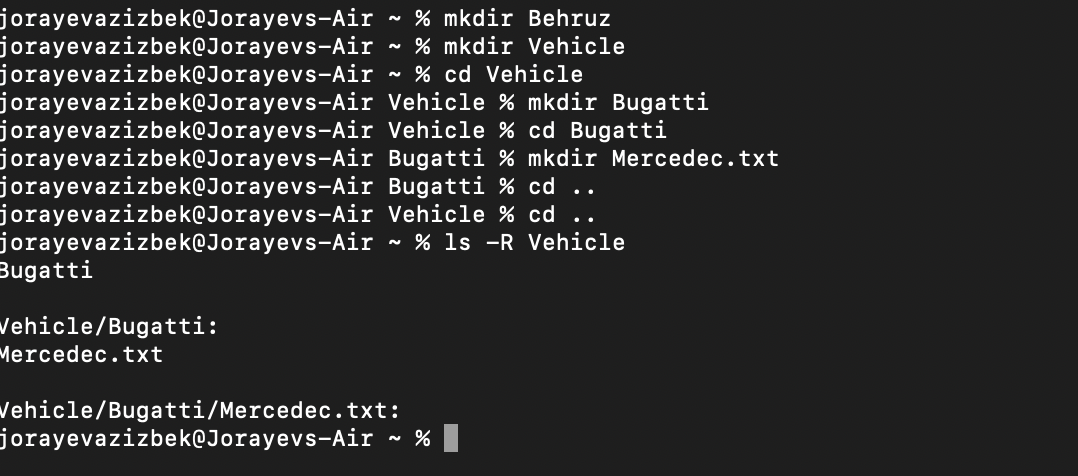 jorayevazizbek@Jorayevs-Air ~ % mkdir Behruz
jorayevazizbek@Jorayevs-Air ~ % mkdir Vehicle
jorayevazizbek@Jorayevs-Air ~ % cd Vehicle
jorayevazizbek@Jorayevs-Air Vehicle % mkdir Bugatti
jorayevazizbek@Jorayevs-Air Vehicle % cd Bugatti
jorayevazizbek@Jorayevs-Air Bugatti % mkdir Mercedec.txt
jorayevazizbek@Jorayevs-Air Bugatti % cd ..
jorayevazizbek@Jorayevs-Air Vehicle % cd ..
jorayevazizbek@Jorayevs-Air ~ % ls -R Vehicle
Bugatti
Vehicle/Bugatti:
Mercedec.txt
Vehicle/Bugatti/Mercedec.txt:
jorayevazizbek@Jorayevs-Air ~ %